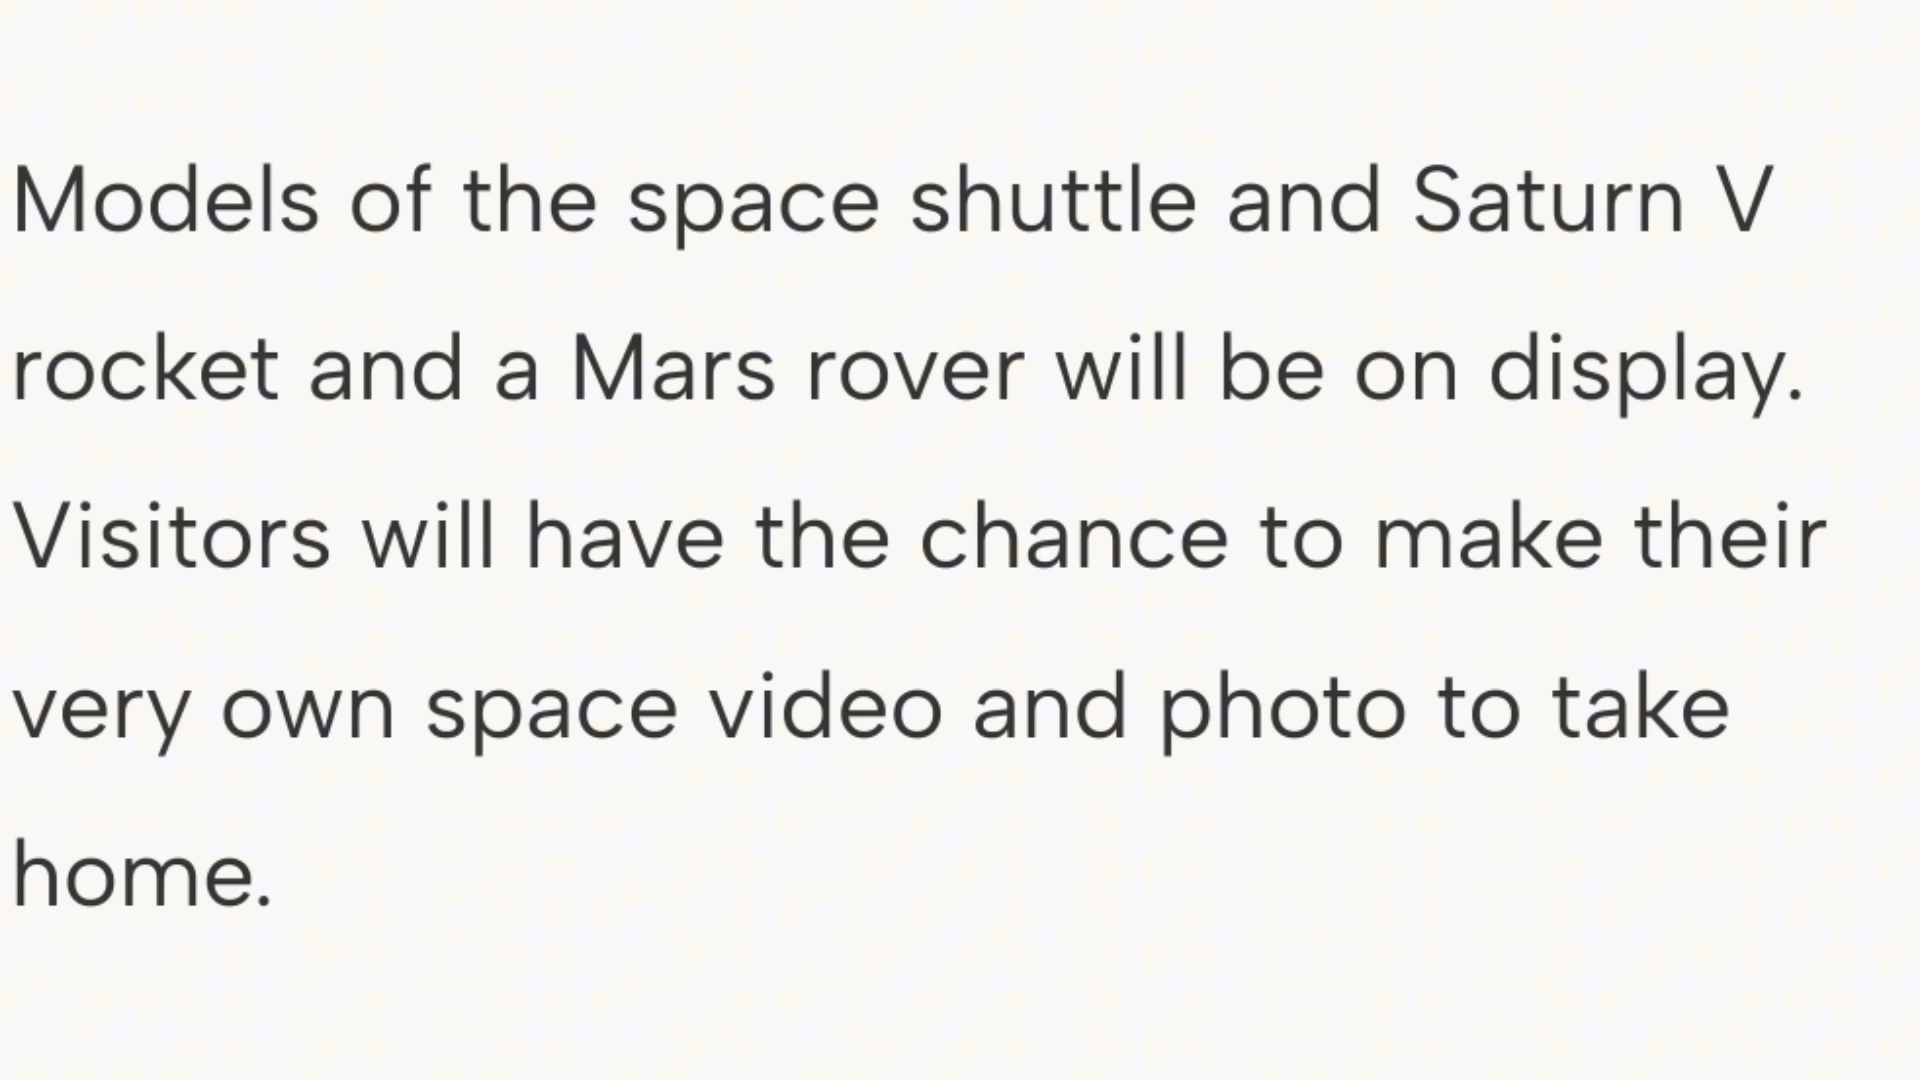 Models of the space shuttle and Saturn V
rocket and a Mars rover will be on display.
Visitors will have the chance to make their
very own space video and photo to take
home.